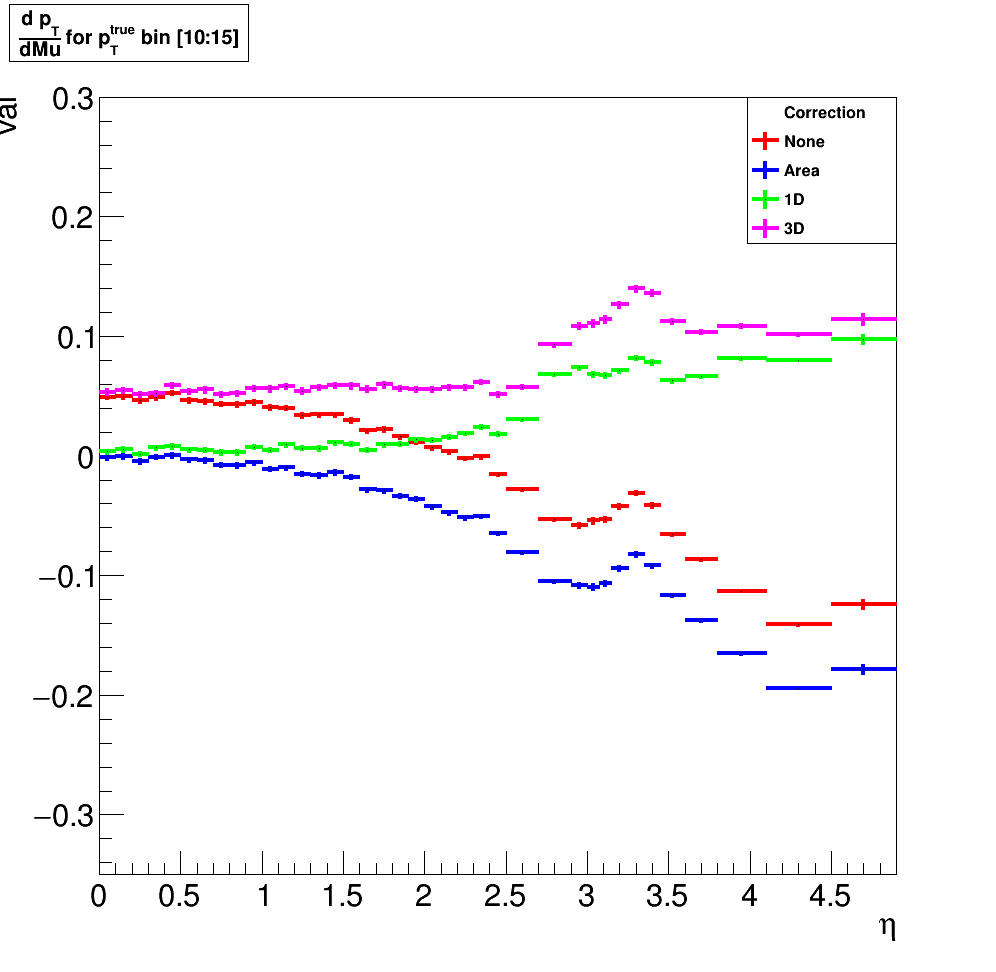 d p_T
dMu
for p_T^true bin [10:15]
val
0.3
0.2
0.1
0
−0.1
−0.2
−0.3
Correction
None
Area
1D
3D
0 0.5 1 1.5 2 2.5 3 3.5 4 4.5
η